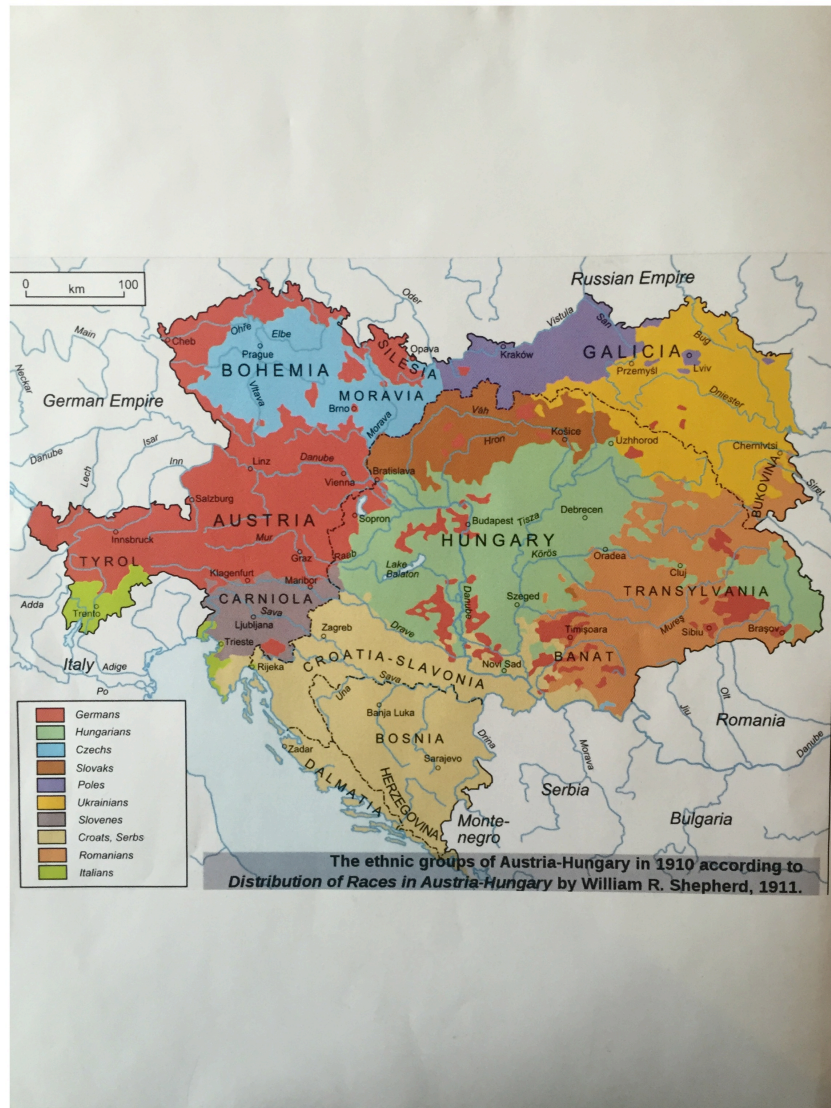 0 100
km
Russian Empire
Oder
Vistula
San
Main
Cheb
Ohře
Elbe
Prague
SILESIA
Opava
Kraków
GALICIA
Bug
Przemyśl
Lviv
Neckar
BOHEMIA
Vltava
MORAVIA
Brno
Morava
Dniester
German Empire
Váh
Hron
Košice
Uzhhorod
Chernivtsi
Danube
Isar
Inn
Lech
Linz
Danube
Vienna
Bratislava
BUKOVINA
Siret
Salzburg
AUSTRIA
Sopron
Budapest
Tisza
Debrecen
HUNGARY
Innsbruck
Mur
Graz
Raab
Körös
Oradea
TYROL
Klagenfurt
Maribor
Lake
Balaton
Cluj
CARNIOLA
Szeged
TRANSYLVANIA
Adda
Trento
Sava
Ljubljana
Drave
Danube
Timișoara
Mureș
Sibiu
Brașov
Trieste
Zagreb
BANAT
Italy
Adige
Rijeka
CROATIA-SLAVONIA
Novi Sad
Po
Sava
Una
Banja Luka
Jiu
Olt
Romania
BOSNIA
Drina
Morava
Danube
Zadar
Sarajevo
DALMATIA
HERZEGOVINA
Serbia
Monte-
negro
Bulgaria
Germans
Hungarians
Czechs
Slovaks
Poles
Ukrainians
Slovenes
Croats, Serbs
Romanians
Italians
The ethnic groups of Austria-Hungary in 1910 according to
Distribution of Races in Austria-Hungary by William R. Shepherd, 1911.